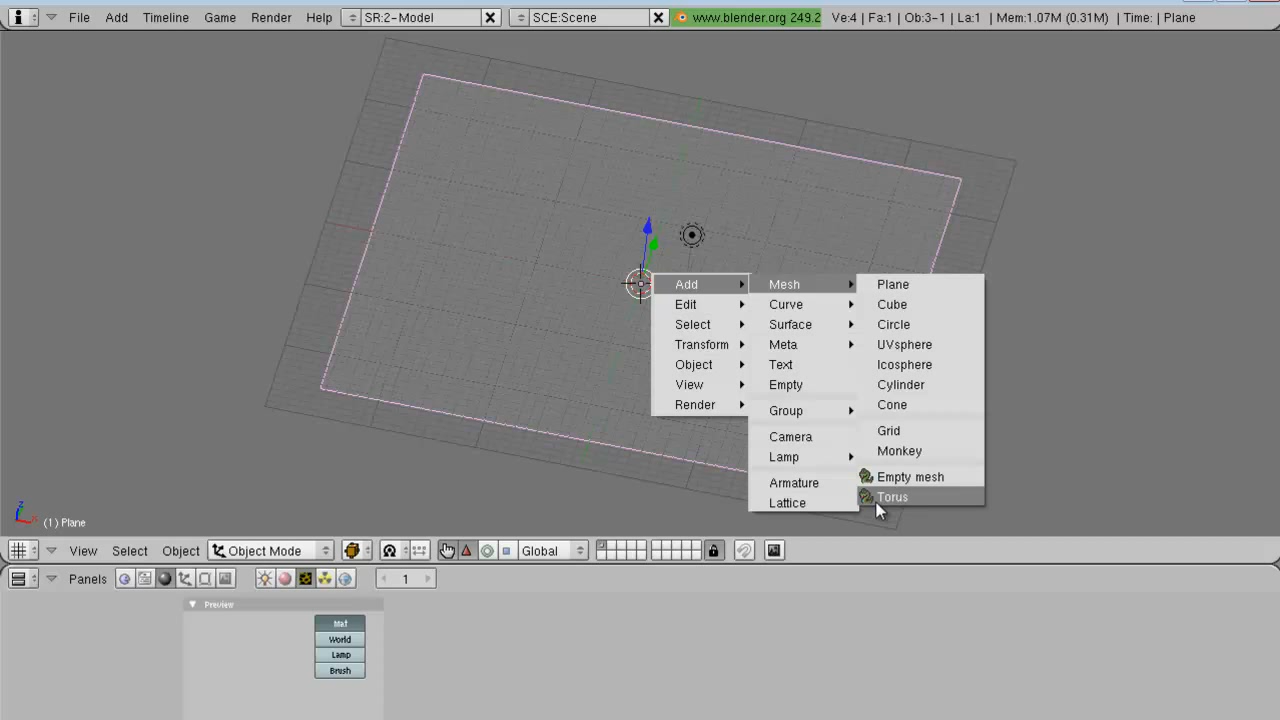 File Add Timeline Game Render Help SR:2-Model SCE:Scene www.blender.org 249.2 Ve:4 | Fa:1 | Ob:3-1 | La:1 | Mem:1.07M (0.31M) | Time: | Plane
Add Mesh Plane
Edit Curve Cube
Select Surface Circle
Transform Meta UVsphere
Object Text Icosphere
View Empty Cylinder
Render Group Cone
Camera Grid
Lamp Monkey
Armature Empty mesh
Lattice Torus
(1) Plane
z
x
View Select Object Object Mode Global
Panels 1
Preview
Mat
World
Lamp
Brush